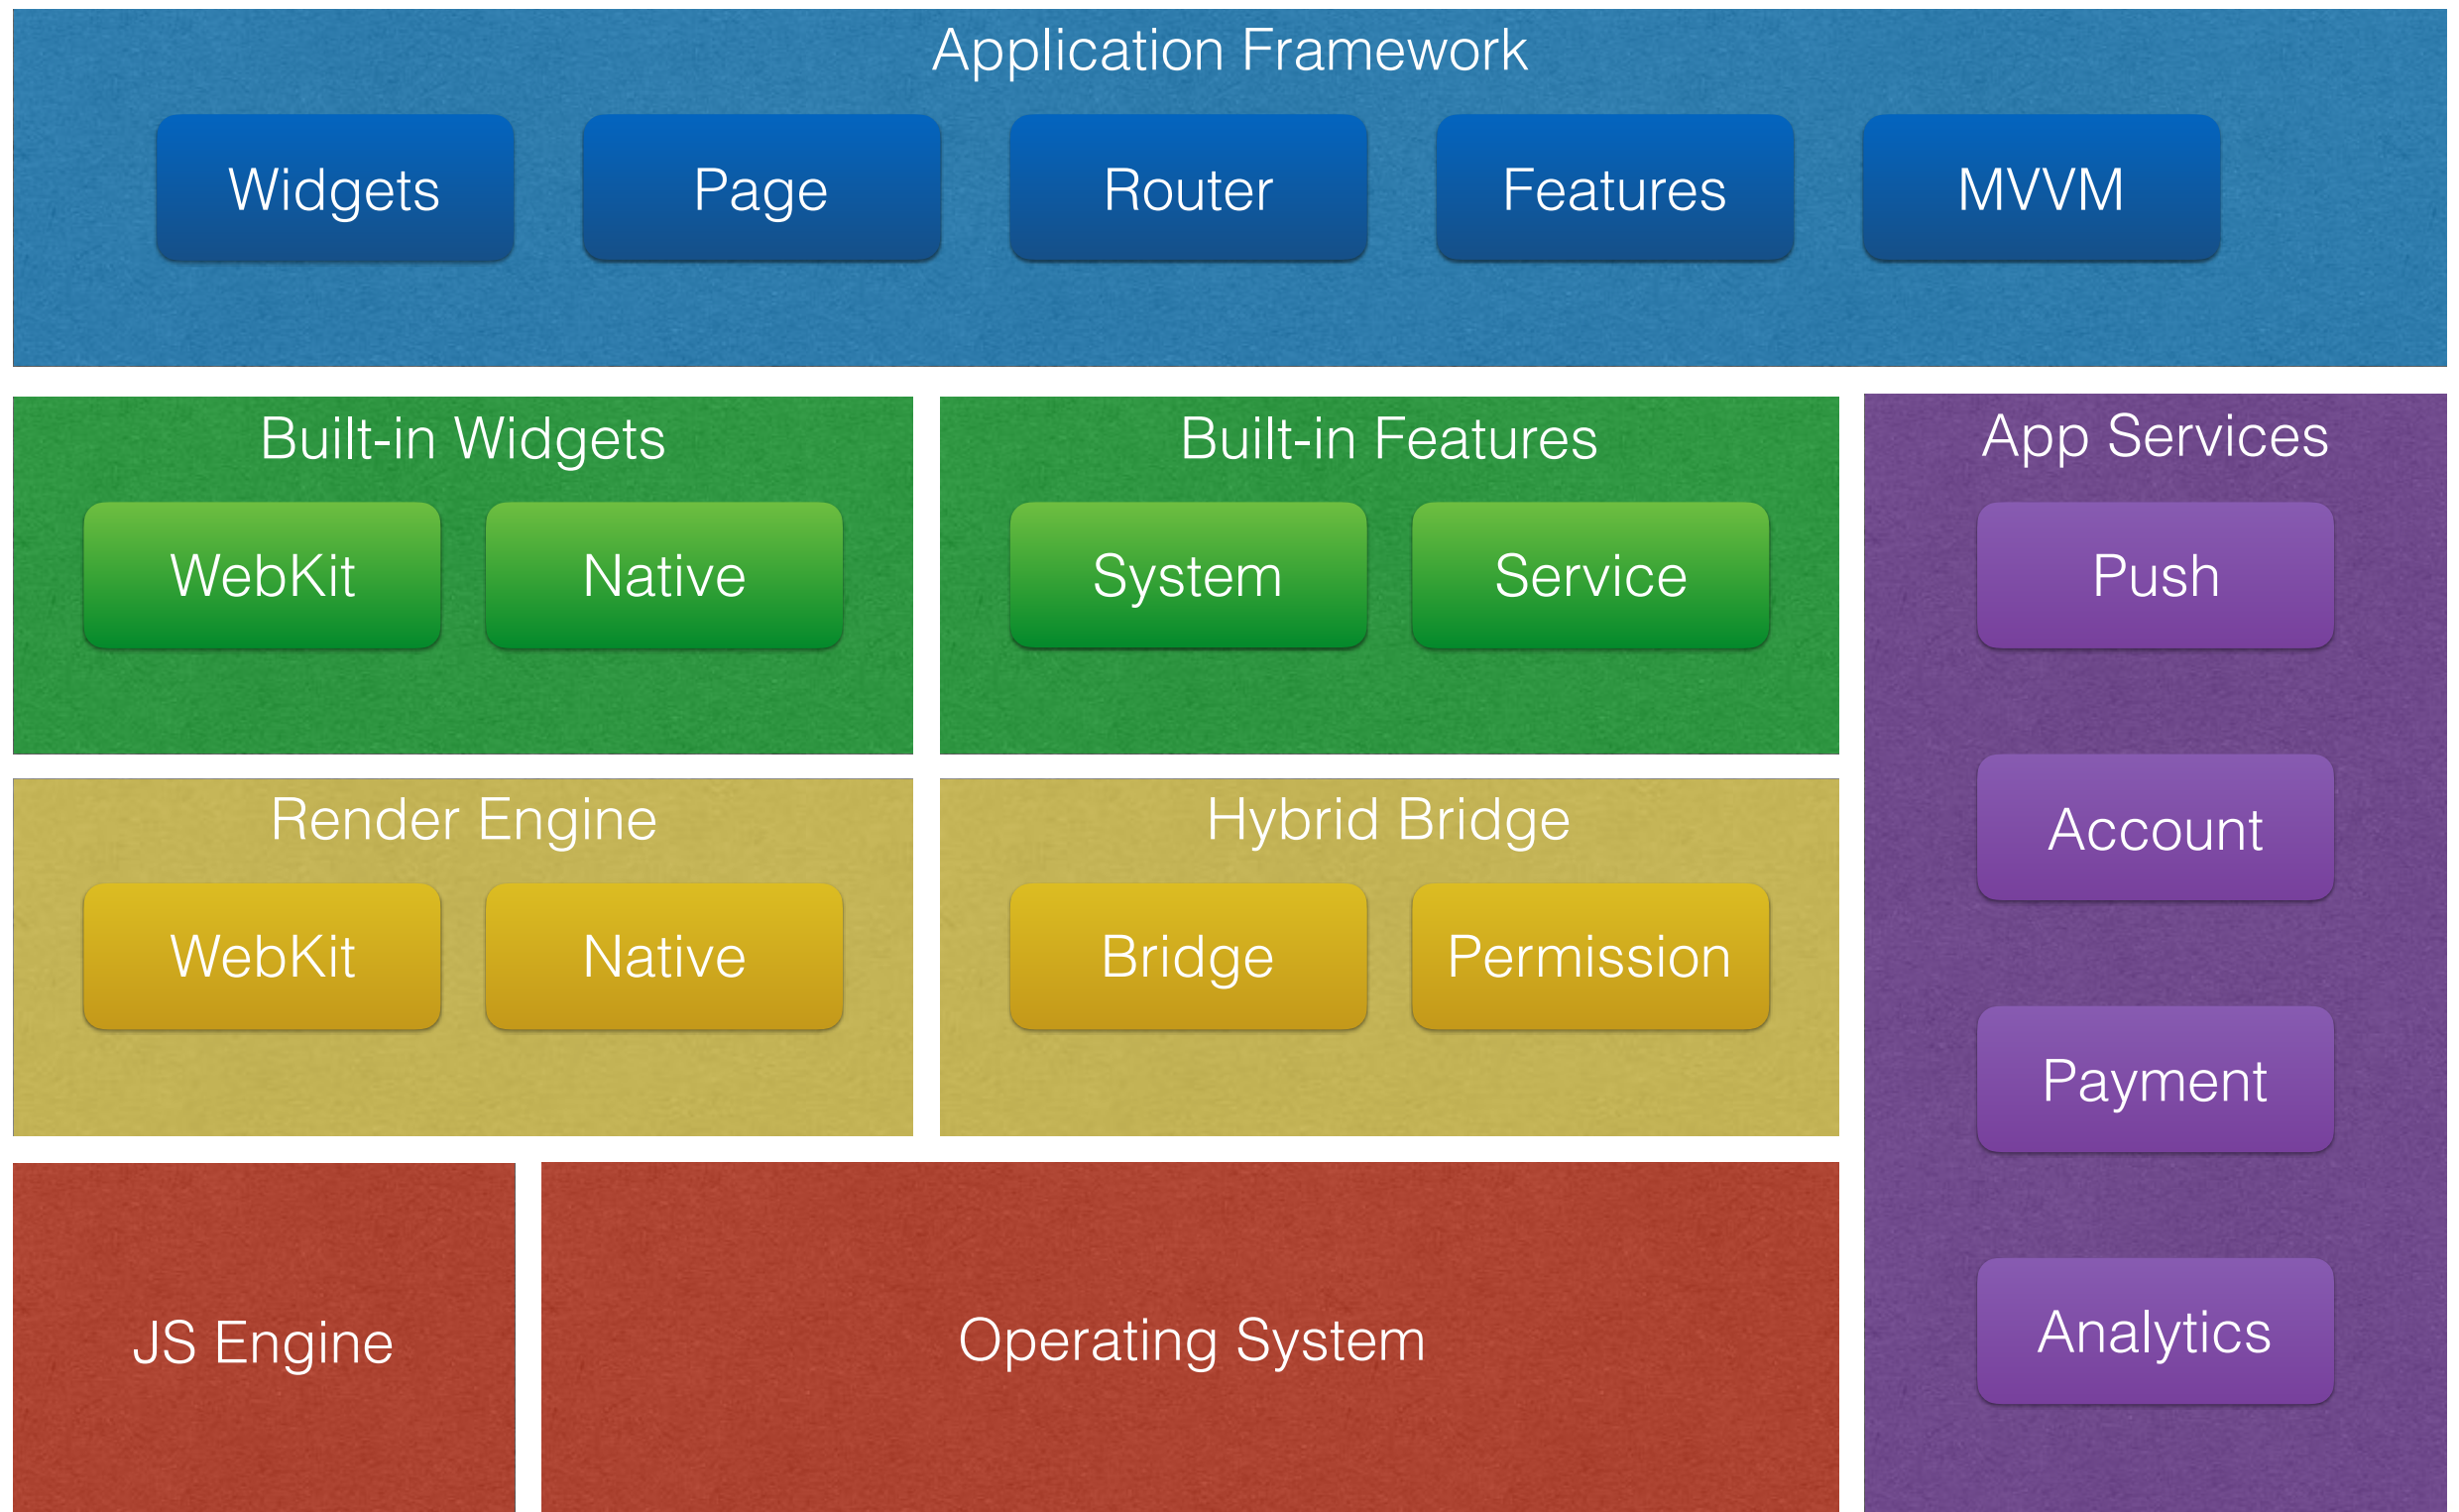 Application Framework
Widgets
Page
Router
Features
MVVM
Built-in Widgets
WebKit
Native
Built-in Features
System
Service
App Services
Push
Account
Payment
Analytics
Render Engine
WebKit
Native
Hybrid Bridge
Bridge
Permission
JS Engine
Operating System